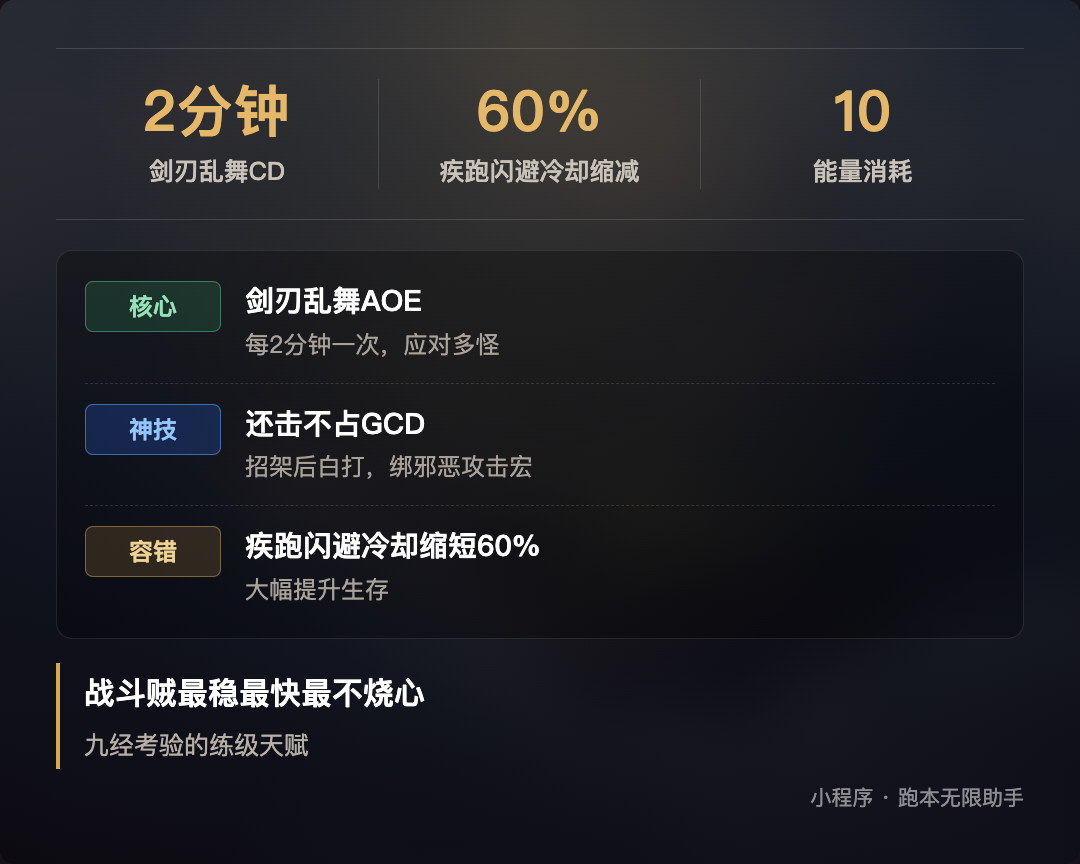 2分钟
剑刃乱舞CD
60%
疾跑闪避冷却缩减
10
能量消耗
核心
剑刃乱舞AOE
每2分钟一次，应对多怪
神技
还击不占GCD
招架后白打，绑邪恶攻击宏
容错
疾跑闪避冷却缩短60%
大幅提升生存
战斗贼最稳最快最不烧心
九经考验的练级天赋
小程序 · 跑本无限助手